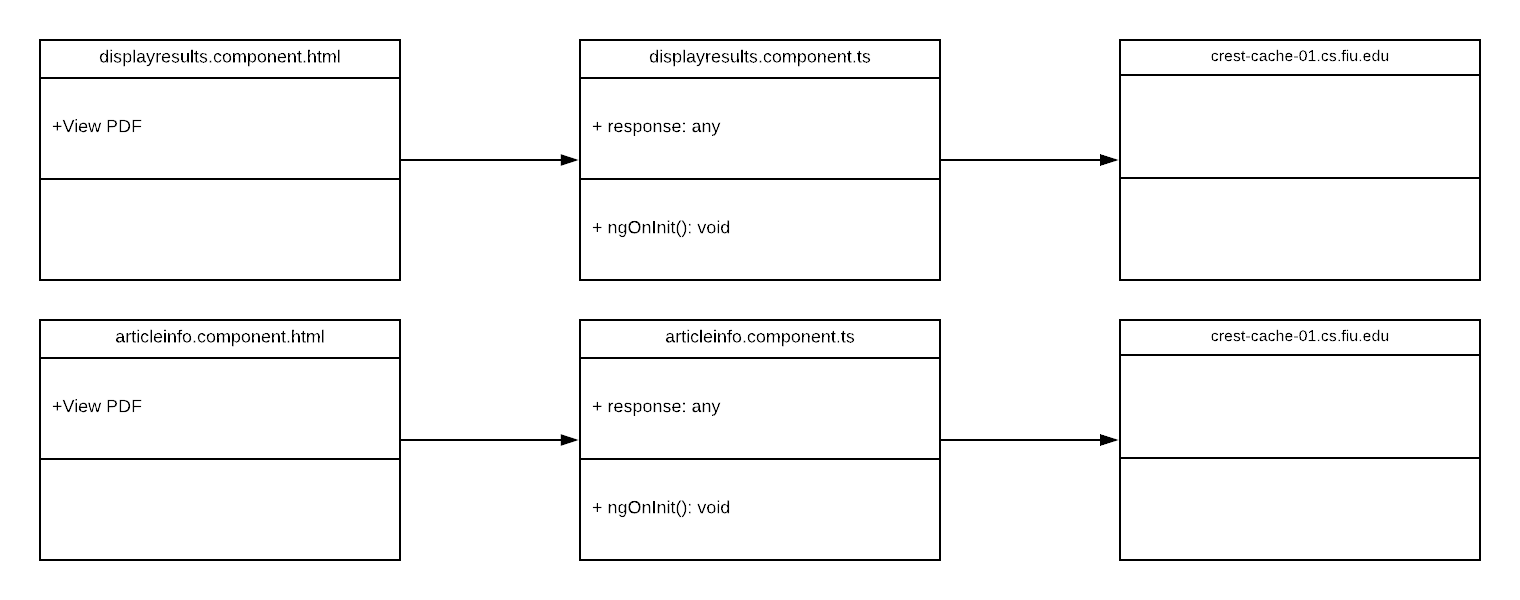 displayresults.component.html
+View PDF
displayresults.component.ts
+ response: any
+ ngOnInit(): void
crest-cache-01.cs.fiu.edu
articleinfo.component.html
+View PDF
articleinfo.component.ts
+ response: any
+ ngOnInit(): void
crest-cache-01.cs.fiu.edu